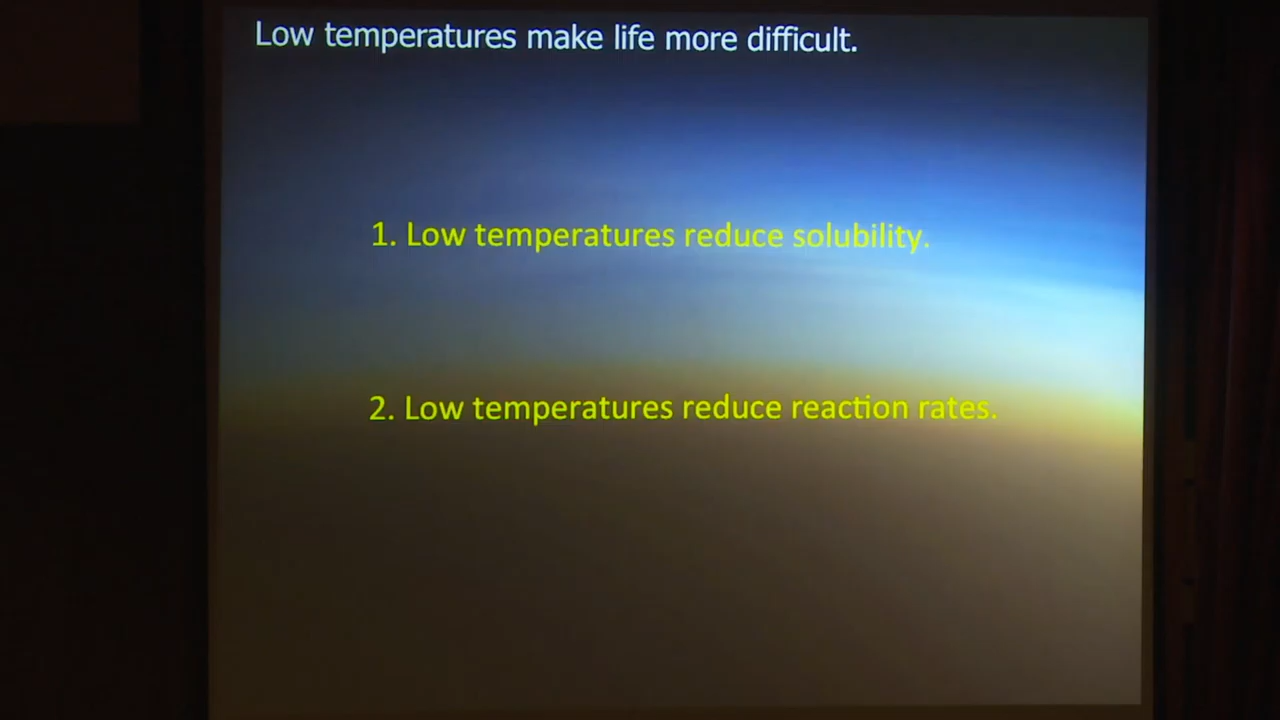 Low temperatures make life more difficult.
1. Low temperatures reduce solubility.
2. Low temperatures reduce reaction rates.